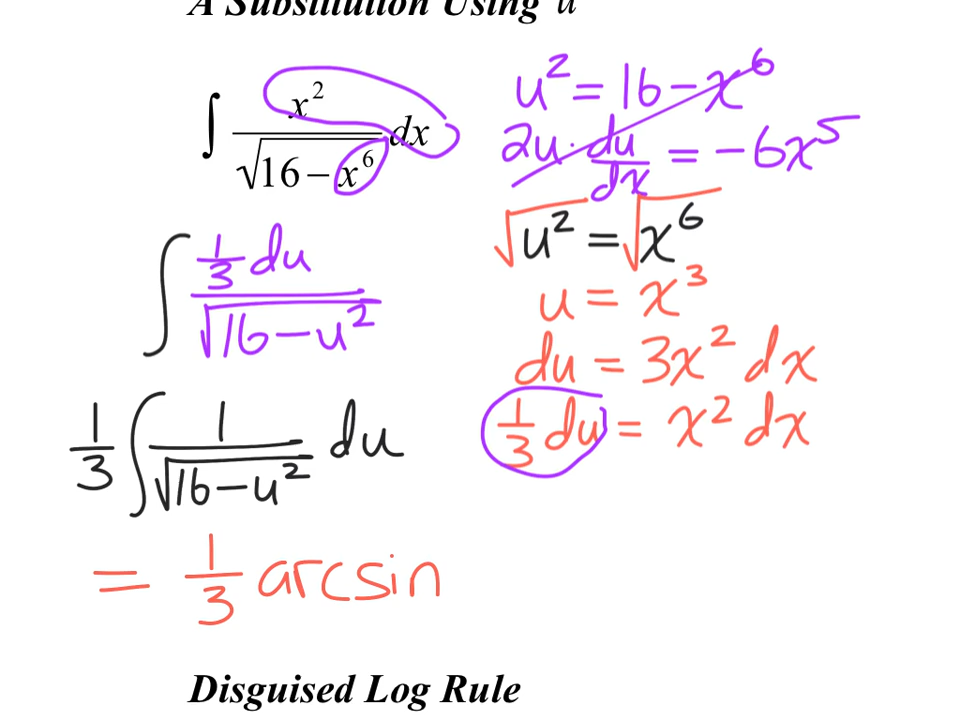 A Substitution Using u
∫ x² / √(16 − x⁶) dx
u² = 16 − x⁶
2u · du/dx = −6x⁵
√u² = √x⁶
u = x³
du = 3x² dx
1/3 du = x² dx
∫ 1/3 du / √(16 − u²)
1/3 ∫ 1 / √(16 − u²) du
= 1/3 arcsin
Disguised Log Rule